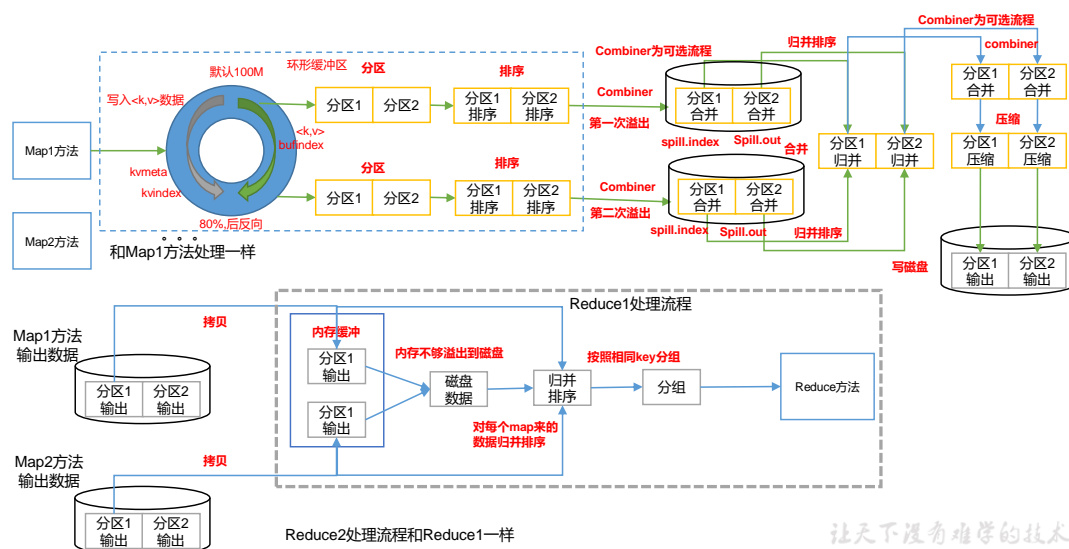 Combiner为可选流程
combiner
Combiner为可选流程
归并排序
默认100M
环形缓冲区
分区
排序
写入<k,v>数据
分区1
分区2
分区1
排序
分区2
排序
Combiner
第一次溢出
分区1
合并
分区2
合并
spill.index
Spill.out
分区1
合并
分区2
合并
压缩
Map1方法
<k,v>
bufindex
kvmeta
kvindex
80%,后反向
合并
分区1
归并
分区2
归并
分区1
压缩
分区2
压缩
分区
排序
分区1
分区2
分区1
排序
分区2
排序
Combiner
第二次溢出
分区1
合并
分区2
合并
spill.index
Spill.out
归并排序
Map2方法
。 。 。
和Map1方法处理一样
写磁盘
分区1
输出
分区2
输出
Reduce1处理流程
Map1方法
输出数据
拷贝
分区1
输出
分区2
输出
内存缓冲
分区1
输出
分区1
输出
内存不够溢出到磁盘
磁盘
数据
归并
排序
对每个map来的
数据归并排序
按照相同key分组
分组
Reduce方法
Map2方法
输出数据
拷贝
分区1
输出
分区2
输出
Reduce2处理流程和Reduce1一样
让天下没有难学的技术